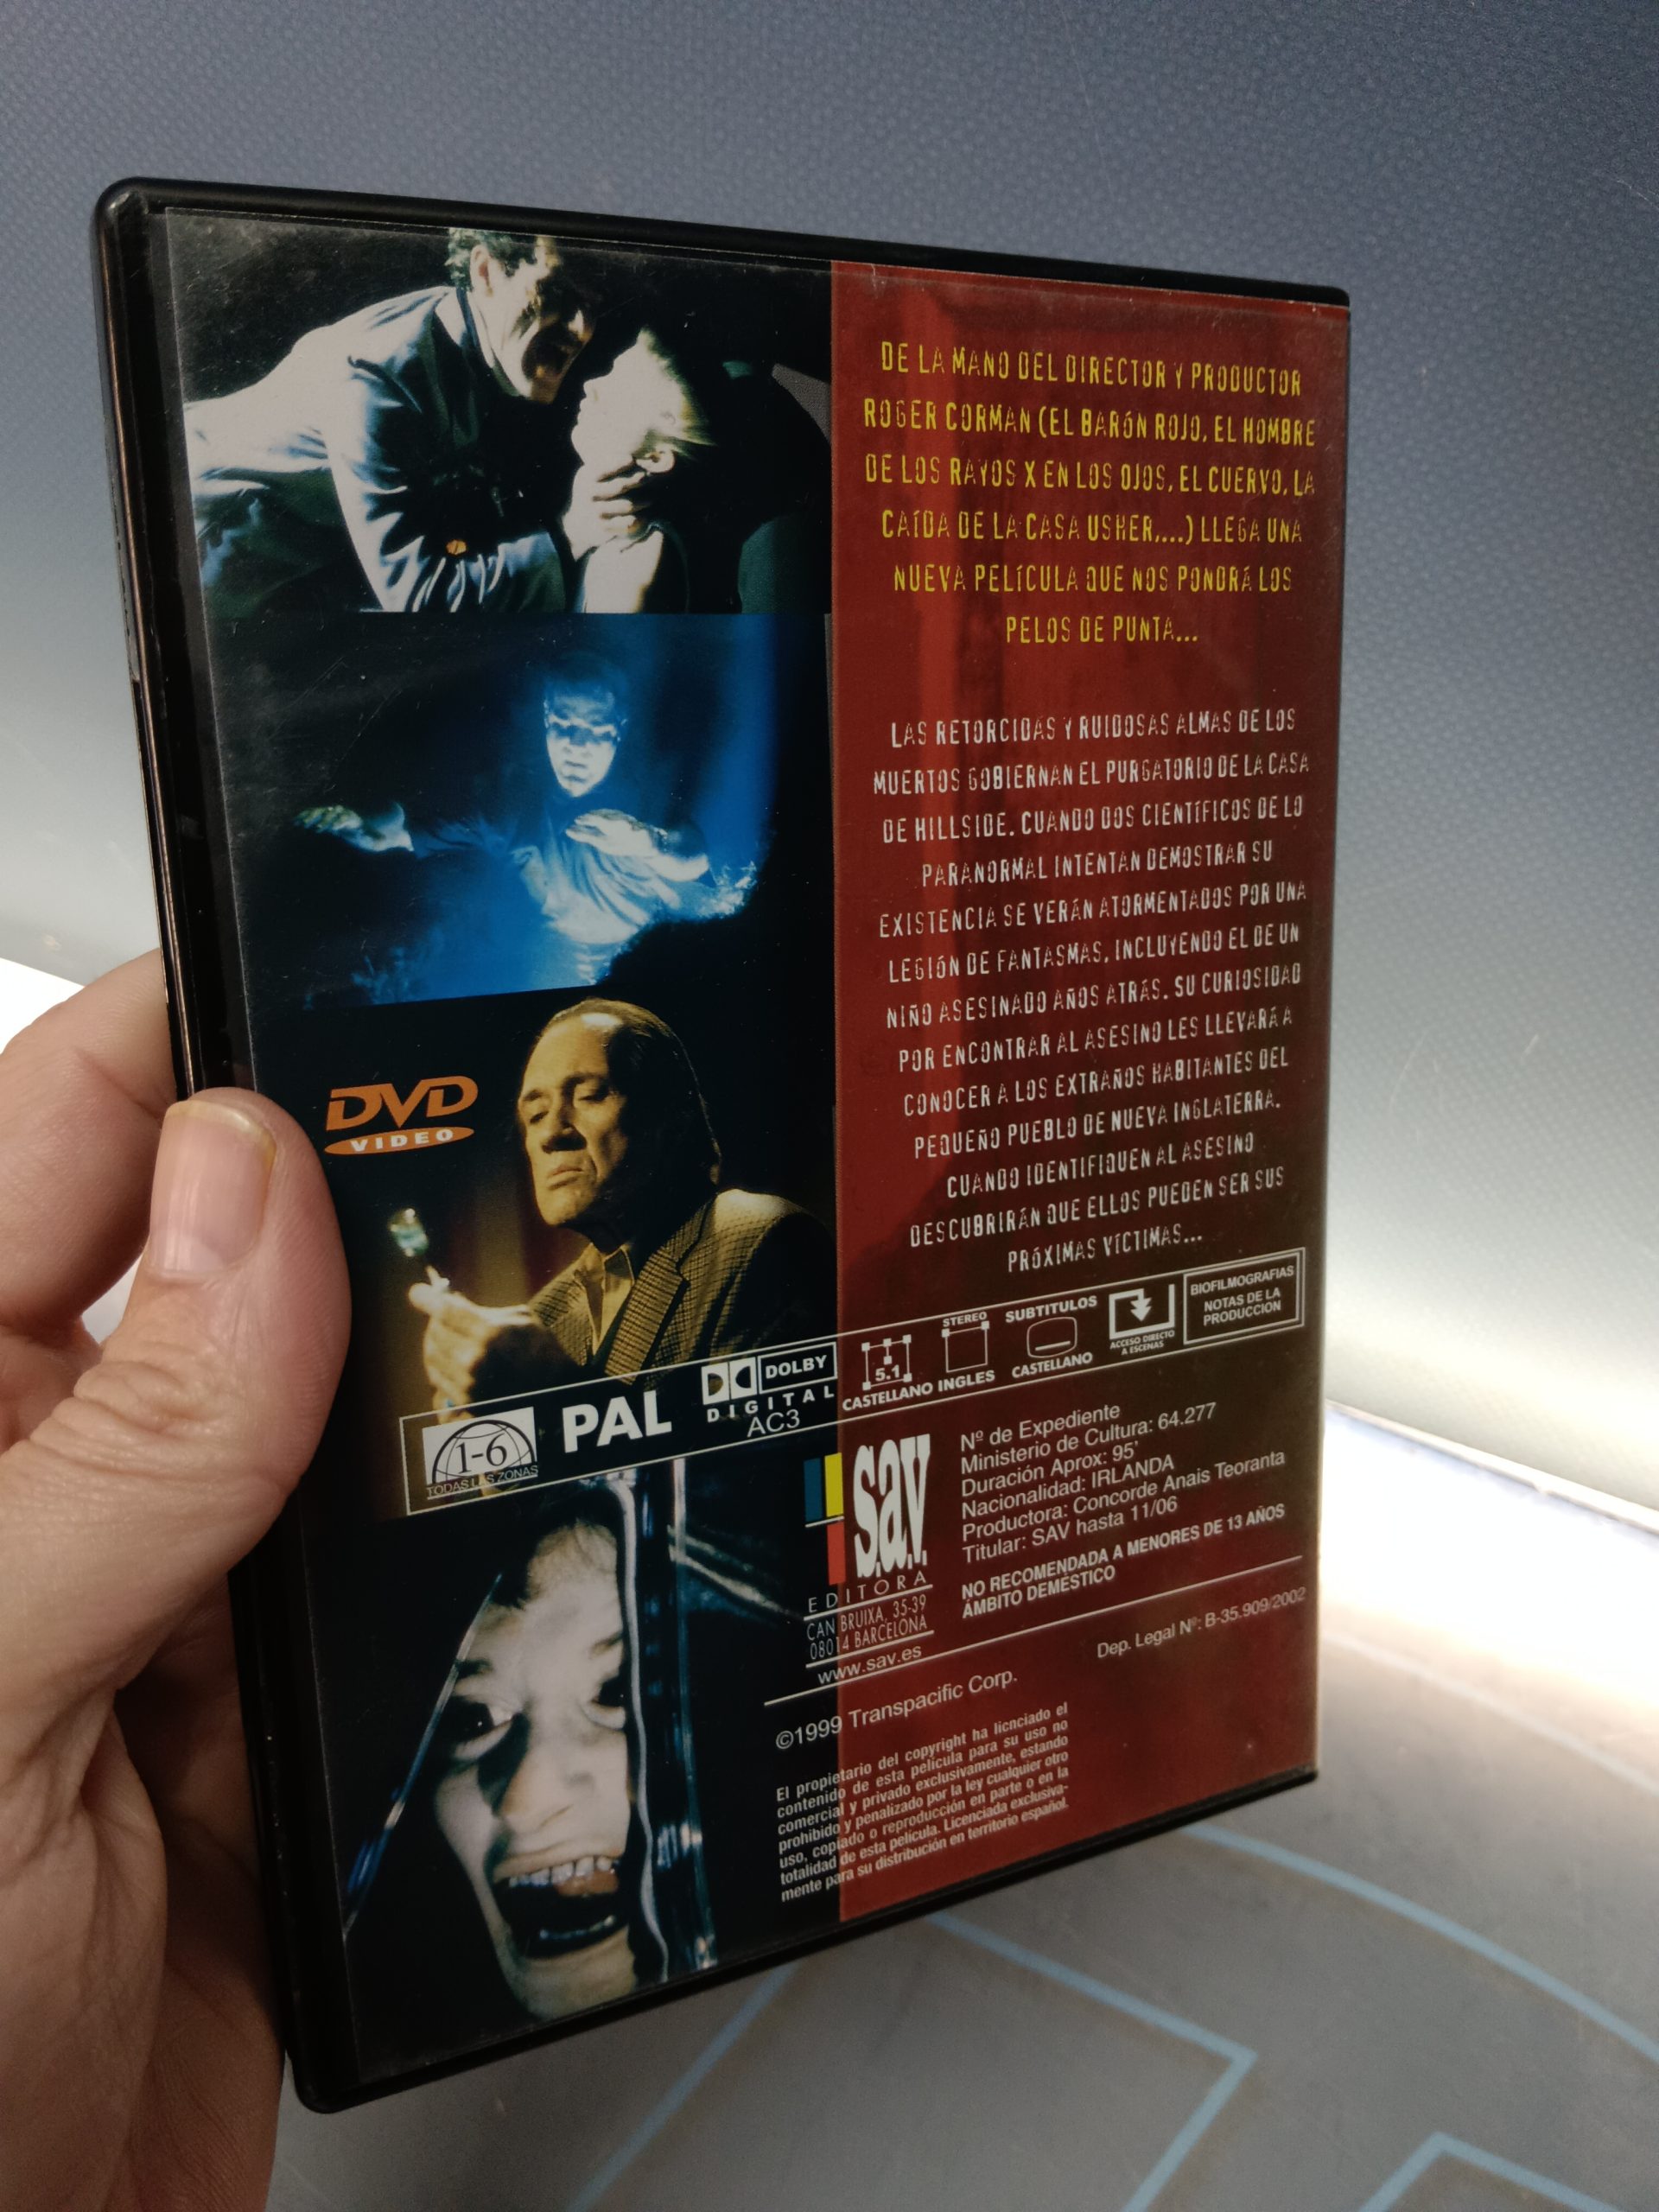 DE LA MANO DEL DIRECTOR Y PRODUCTOR
ROGER CORMAN (EL BARÓN ROJO, EL HOMBRE
DE LOS RAYOS X EN LOS OJOS, EL CUERVO, LA
CAÍDA DE LA CASA USHER,...) LLEGA UNA
NUEVA PELÍCULA QUE NOS PONDRÁ LOS
PELOS DE PUNTA...
LAS RETORCIDAS Y RUIDOSAS ALMAS DE LOS
MUERTOS GOBIERNAN EL PURGATORIO DE LA CASA
DE HILLSIDE. CUANDO DOS CIENTÍFICOS DE LO
PARANORMAL INTENTAN DEMOSTRAR SU
EXISTENCIA SE VERÁN ATORMENTADOS POR UNA
LEGIÓN DE FANTASMAS, INCLUYENDO EL DE UN
NIÑO ASESINADO AÑOS ATRÁS. SU CURIOSIDAD
POR ENCONTRAR AL ASESINO LES LLEVARÁ A
CONOCER A LOS EXTRAÑOS HABITANTES DEL
PEQUEÑO PUEBLO DE NUEVA INGLATERRA.
CUANDO IDENTIFIQUEN AL ASESINO
DESCUBRIRÁN QUE ELLOS PUEDEN SER SUS
PRÓXIMAS VÍCTIMAS...
DVD
VIDEO
1-6
TODAS LAS ZONAS
PAL
DOLBY
DIGITAL
AC3
5.1
CASTELLANO
STEREO
INGLES
SUBTITULOS
CASTELLANO
ACCESO DIRECTO
A ESCENAS
BIOFILMOGRAFIAS
NOTAS DE LA
PRODUCCION
s.a.v.
EDITORA
CAN BRUIXA, 35-39
08014 BARCELONA
www.sav.es
Nº de Expediente
Ministerio de Cultura: 64.277
Duración Aprox: 95'
Nacionalidad: IRLANDA
Productora: Concorde Anais Teoranta
Titular: SAV hasta 11/06
NO RECOMENDADA A MENORES DE 13 AÑOS
ÁMBITO DEMÉSTICO
Dep. Legal Nº: B-35.909/2002
©1999 Transpacific Corp.
El propietario del copyright ha licnciado el
contenido de esta película para su uso no
comercial y privado exclusivamente, estando
prohibido y penalizado por la ley cualquier otro
uso, copiado o reproducción en parte o en la
totalidad de esta película. Licenciada exclusiva-
mente para su distribución en territorio español.